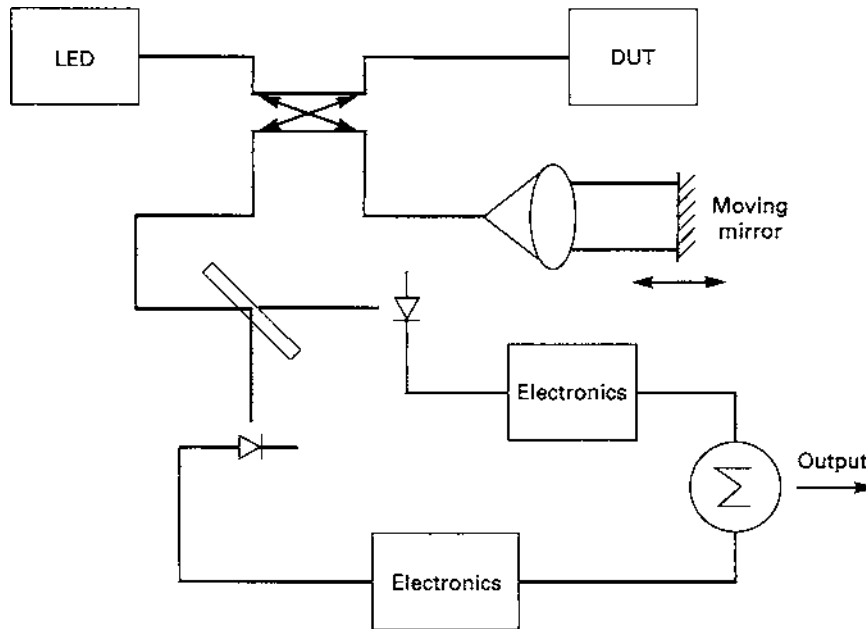 LED
DUT
Moving
mirror
Electronics
Σ
Output
Electronics